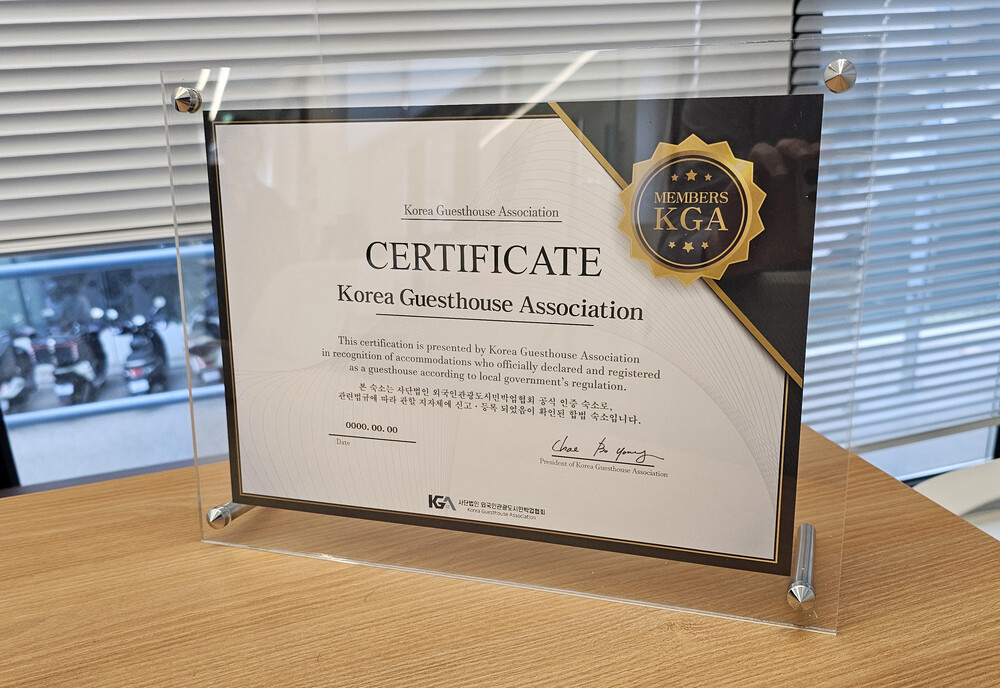 MEMBERS
KGA
Korea Guesthouse Association
CERTIFICATE
Korea Guesthouse Association
This certification is presented by Korea Guesthouse Association
in recognition of accommodations who officially declared and registered
as a guesthouse according to local government's regulation.
본 숙소는 사단법인 외국인관광도시민박업협회 공식 인증 숙소로,
관련법규에 따라 관할 지자체에 신고·등록 되었음이 확인된 합법 숙소입니다.
0000. 00. 00
Date
Chae Bo Young
President of Korea Guesthouse Association
KGA 사단법인 외국인관광도시민박업협회
Korea Guesthouse Association